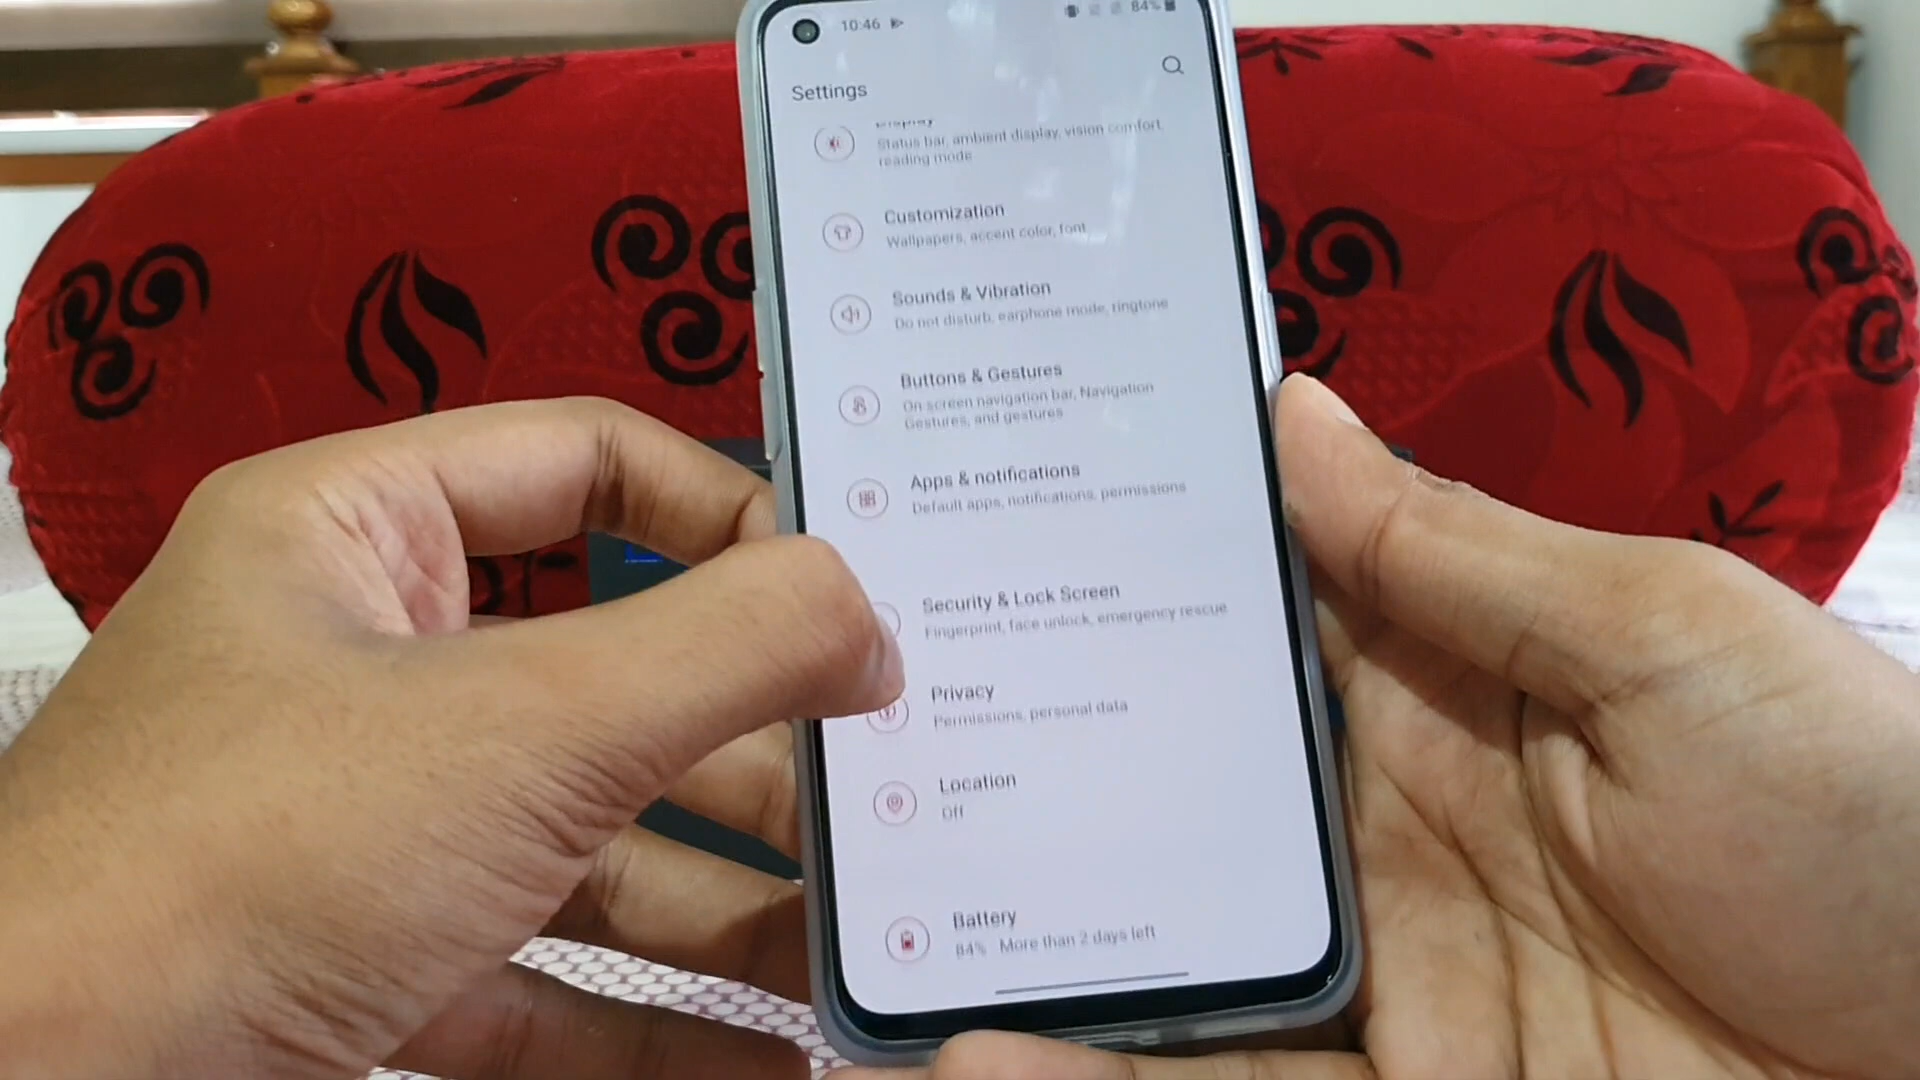 10:46
84%
Settings
Display
Status bar, ambient display, vision comfort,
reading mode
Customization
Wallpapers, accent color, font
Sounds & Vibration
Do not disturb, earphone mode, ringtone
Buttons & Gestures
On screen navigation bar, Navigation
Gestures, and gestures
Apps & notifications
Default apps, notifications, permissions
Security & Lock Screen
Fingerprint, face unlock, emergency rescue
Privacy
Permissions, personal data
Location
Off
Battery
84% More than 2 days left